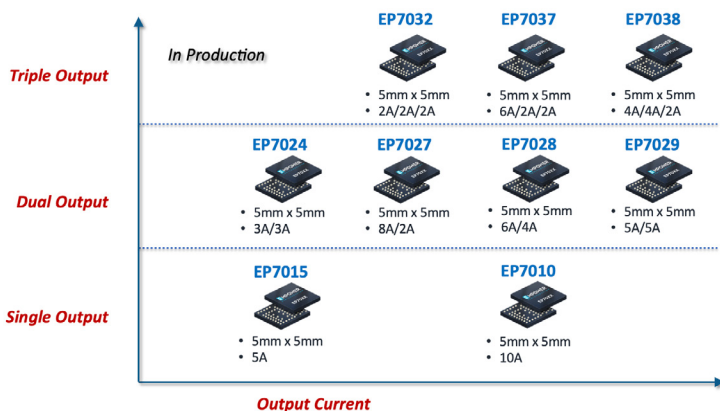 EP7032 EP7037 EP7038
Triple Output
In Production
• 5mm x 5mm
• 2A/2A/2A
• 5mm x 5mm
• 6A/2A/2A
• 5mm x 5mm
• 4A/4A/2A
EP7024 EP7027 EP7028 EP7029
Dual Output
• 5mm x 5mm
• 3A/3A
• 5mm x 5mm
• 8A/2A
• 5mm x 5mm
• 6A/4A
• 5mm x 5mm
• 5A/5A
EP7015 EP7010
Single Output
• 5mm x 5mm
• 5A
• 5mm x 5mm
• 10A
Output Current